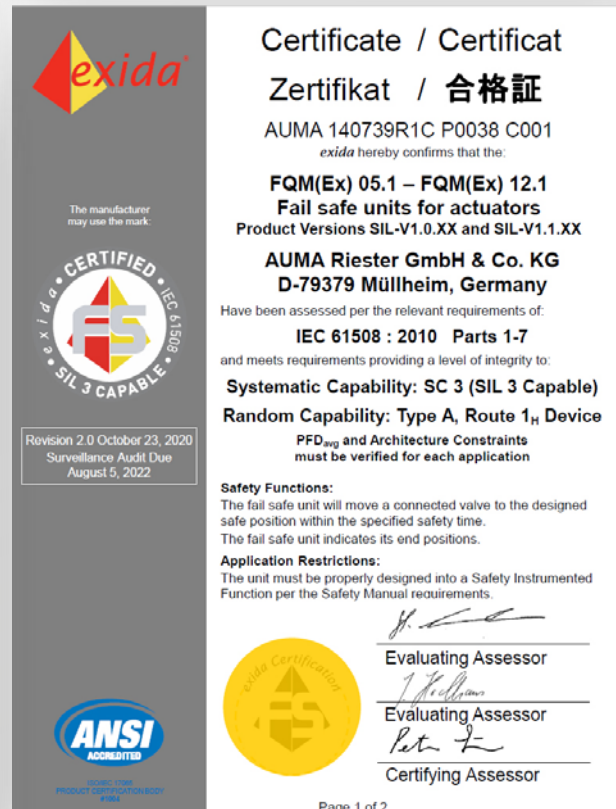 exida
The manufacturer
may use the mark:
exida • CERTIFIED • IEC 61508 • SIL 3 CAPABLE
FS
Revision 2.0 October 23, 2020
Surveillance Audit Due
August 5, 2022
ANSI
ACCREDITED
ISO/IEC 17065
PRODUCT CERTIFICATION BODY
#1004
Certificate / Certificat
Zertifikat / 合格証
AUMA 140739R1C P0038 C001
exida hereby confirms that the:
FQM(Ex) 05.1 – FQM(Ex) 12.1
Fail safe units for actuators
Product Versions SIL-V1.0.XX and SIL-V1.1.XX
AUMA Riester GmbH & Co. KG
D-79379 Müllheim, Germany
Have been assessed per the relevant requirements of:
IEC 61508 : 2010 Parts 1-7
and meets requirements providing a level of integrity to:
Systematic Capability: SC 3 (SIL 3 Capable)
Random Capability: Type A, Route 1H Device
PFDavg and Architecture Constraints
must be verified for each application
Safety Functions:
The fail safe unit will move a connected valve to the designed
safe position within the specified safety time.
The fail safe unit indicates its end positions.
Application Restrictions:
The unit must be properly designed into a Safety Instrumented
Function per the Safety Manual requirements.
exida Certification
FS
Evaluating Assessor
Evaluating Assessor
Certifying Assessor
Page 1 of 2